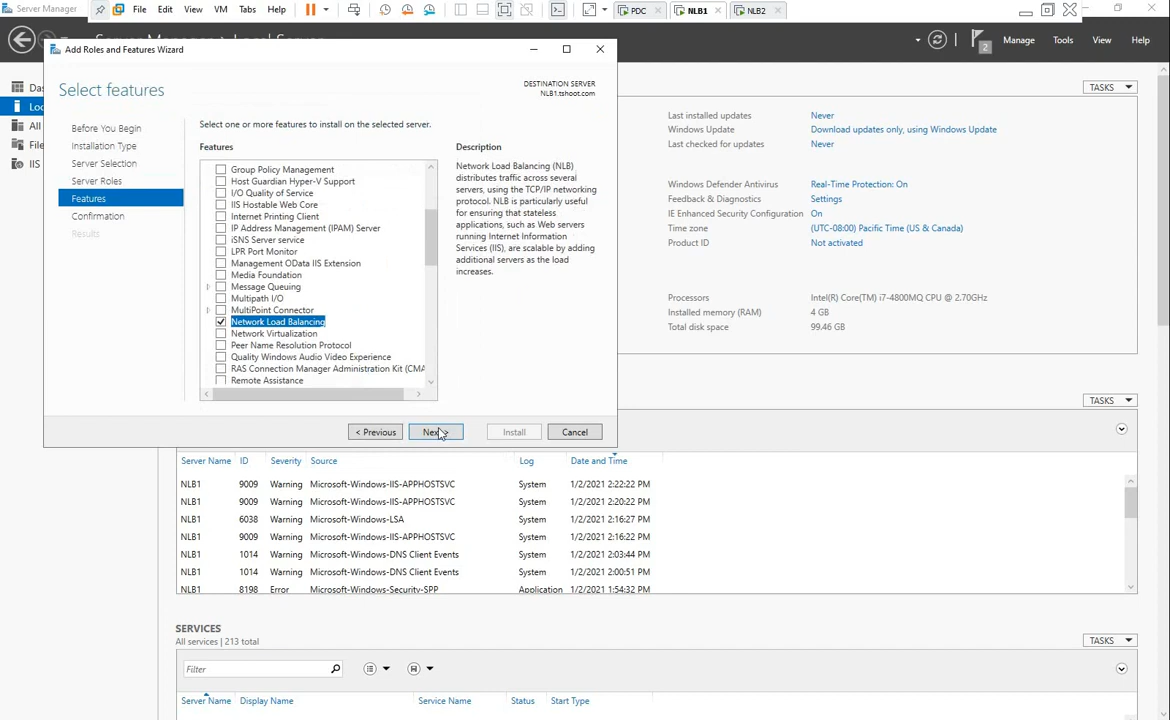 Server Manager
File Edit View VM Tabs Help
PDC
NLB1
NLB2
2
Manage Tools View Help
Add Roles and Features Wizard
Select features
DESTINATION SERVER
NLB1.tshoot.com
Before You Begin
Installation Type
Server Selection
Server Roles
Features
Confirmation
Results
Select one or more features to install on the selected server.
Features
Group Policy Management
Host Guardian Hyper-V Support
I/O Quality of Service
IIS Hostable Web Core
Internet Printing Client
IP Address Management (IPAM) Server
iSNS Server service
LPR Port Monitor
Management OData IIS Extension
Media Foundation
Message Queuing
Multipath I/O
MultiPoint Connector
Network Load Balancing
Network Virtualization
Peer Name Resolution Protocol
Quality Windows Audio Video Experience
RAS Connection Manager Administration Kit (CMA
Remote Assistance
Description
Network Load Balancing (NLB)
distributes traffic across several
servers, using the TCP/IP networking
protocol. NLB is particularly useful
for ensuring that stateless
applications, such as Web servers
running Internet Information
Services (IIS), are scalable by adding
additional servers as the load
increases.
< Previous
Install
Cancel
Das
Loc
All
File
IIS
TASKS
Last installed updates Never
Windows Update Download updates only, using Windows Update
Last checked for updates Never
Windows Defender Antivirus Real-Time Protection: On
Feedback & Diagnostics Settings
IE Enhanced Security Configuration On
Time zone (UTC-08:00) Pacific Time (US & Canada)
Product ID Not activated
Processors Intel(R) Core(TM) i7-4800MQ CPU @ 2.70GHz
Installed memory (RAM) 4 GB
Total disk space 99.46 GB
TASKS
Server Name ID Severity Source Log Date and Time
NLB1 9009 Warning Microsoft-Windows-IIS-APPHOSTSVC System 1/2/2021 2:22:22 PM
NLB1 9009 Warning Microsoft-Windows-IIS-APPHOSTSVC System 1/2/2021 2:20:22 PM
NLB1 6038 Warning Microsoft-Windows-LSA System 1/2/2021 2:16:27 PM
NLB1 9009 Warning Microsoft-Windows-IIS-APPHOSTSVC System 1/2/2021 2:16:22 PM
NLB1 1014 Warning Microsoft-Windows-DNS Client Events System 1/2/2021 2:03:44 PM
NLB1 1014 Warning Microsoft-Windows-DNS Client Events System 1/2/2021 2:00:51 PM
NLB1 8198 Error Microsoft-Windows-Security-SPP Application 1/2/2021 1:54:32 PM
SERVICES
All services | 213 total
TASKS
Filter
Server Name Display Name Service Name Status Start Type